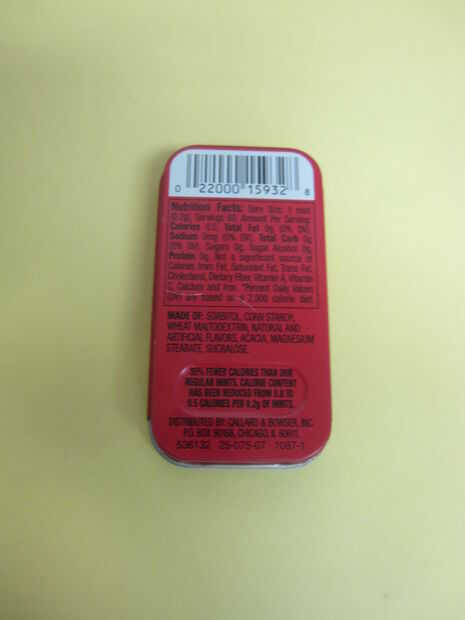 0 22000 15932 8
Nutrition Facts: Serv Size: 1 mint
(0.2g), Servings: 60, Amount Per Serving:
Calories 0.5, Total Fat 0g (0% DV),
Sodium 0mg (0% DV), Total Carb 0g
(0% DV), Sugars 0g, Sugar Alcohol 0g,
Protein 0g, Not a significant source of
Calories from Fat, Saturated Fat, Trans Fat,
Cholesterol, Dietary Fiber, Vitamin A, Vitamin
C, Calcium and Iron. *Percent Daily Values
(DV) are based on a 2,000 calorie diet.
MADE OF: SORBITOL, CORN STARCH,
WHEAT MALTODEXTRIN, NATURAL AND
ARTIFICIAL FLAVORS, ACACIA, MAGNESIUM
STEARATE, SUCRALOSE.
FEWER CALORIES THAN OUR
REGULAR MINTS. CALORIE CONTENT
HAS BEEN REDUCED FROM 0.8 TO
0.5 CALORIES PER 0.2g OF MINTS.
DISTRIBUTED BY: CALLARD & BOWSER, INC.
P.O. BOX CHICAGO, IL
536132 25-075-07 7087-1